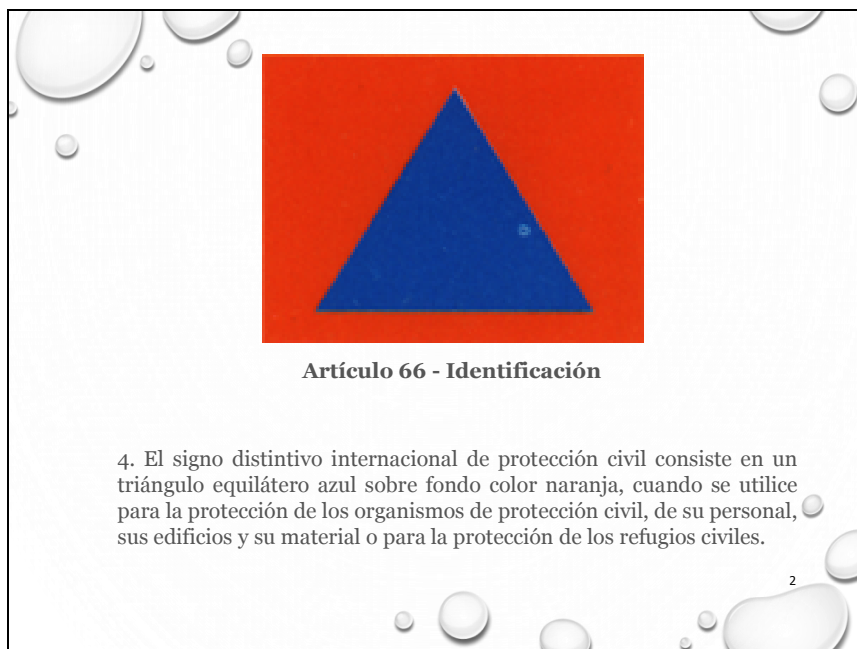 Artículo 66 - Identificación
4. El signo distintivo internacional de protección civil consiste en un
triángulo equilátero azul sobre fondo color naranja, cuando se utilice
para la protección de los organismos de protección civil, de su personal,
sus edificios y su material o para la protección de los refugios civiles.
2